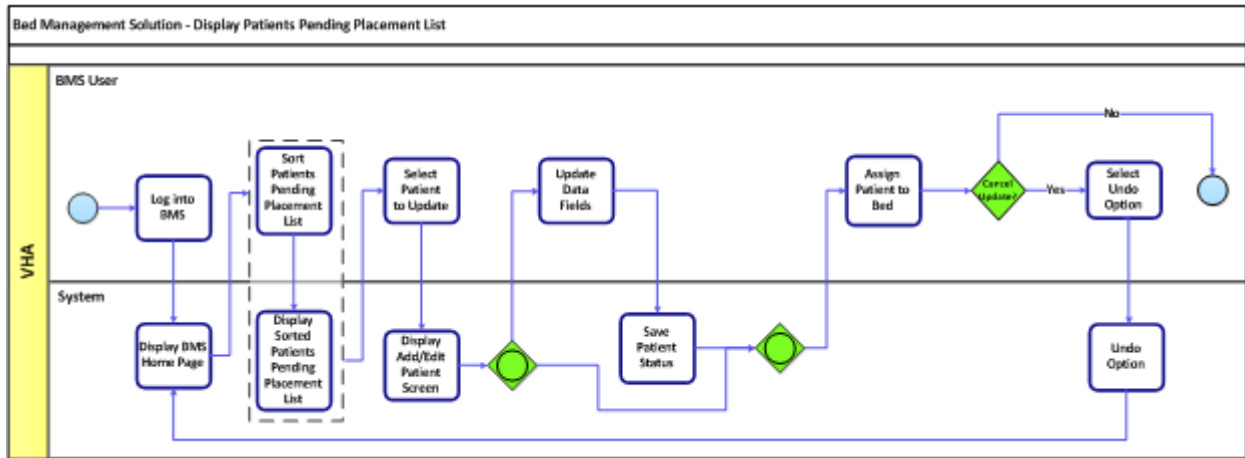 Bed Management Solution - Display Patients Pending Placement List
VHA
BMS User
Log into
BMS
Sort
Patients
Pending
Placement
List
Select
Patient
to Update
Update
Data
Fields
Assign
Patient to
Bed
Cancel
Update?
No
Yes
Select
Undo
Option
System
Display BMS
Home Page
Display
Sorted
Patients
Pending
Placement
List
Display
Add/Edit
Patient
Screen
Save
Patient
Status
Undo
Option